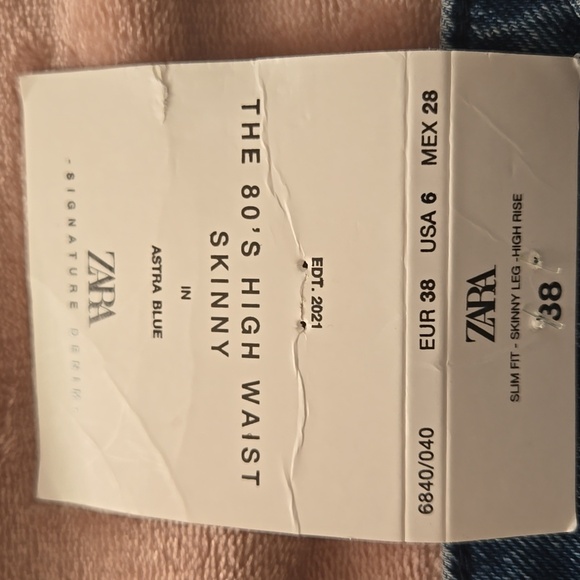 EDT. 2021
THE 80'S HIGH WAIST
SKINNY
IN
ASTRA BLUE
ZARA
-SIGNATURE DENIM-
6840/040 EUR 38 USA 6 MEX 28
ZARA
SLIM FIT - SKINNY LEG -HIGH RISE
38